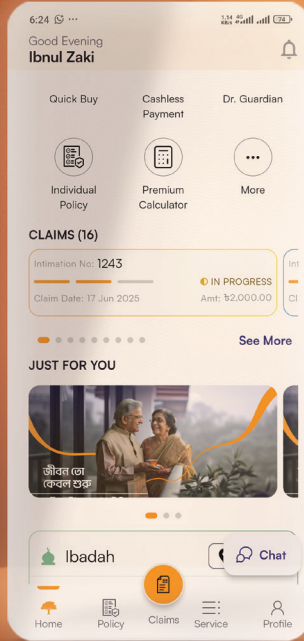 6:24
Good Evening
Ibnul Zaki
Quick Buy
Cashless Payment
Dr. Guardian
Individual Policy
Premium Calculator
More
CLAIMS (16)
Intimation No: 1243
IN PROGRESS
Claim Date: 17 Jun 2025
Amt: ৳2,000.00
See More
JUST FOR YOU
জীবন তো
কেবল শুরু
Ibadah
Chat
Home
Policy
Claims
Service
Profile